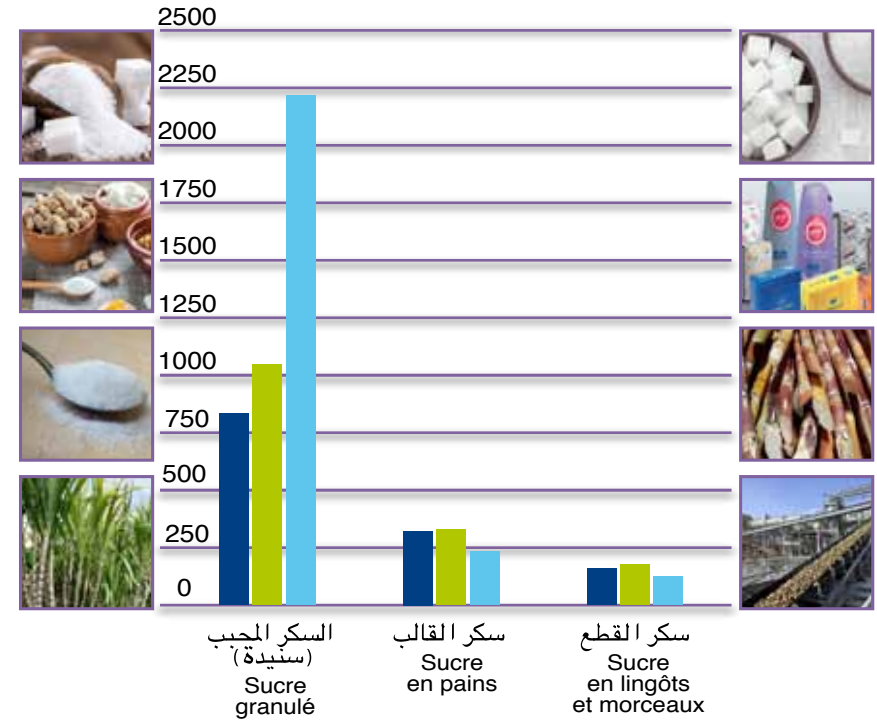 2500
2250
2000
1750
1500
1250
1000
750
500
250
0
السكر المحبب
(سنيدة)
Sucre
granulé
سكر القالب
Sucre
en pains
سكر القطع
Sucre
en lingôts
et morceaux